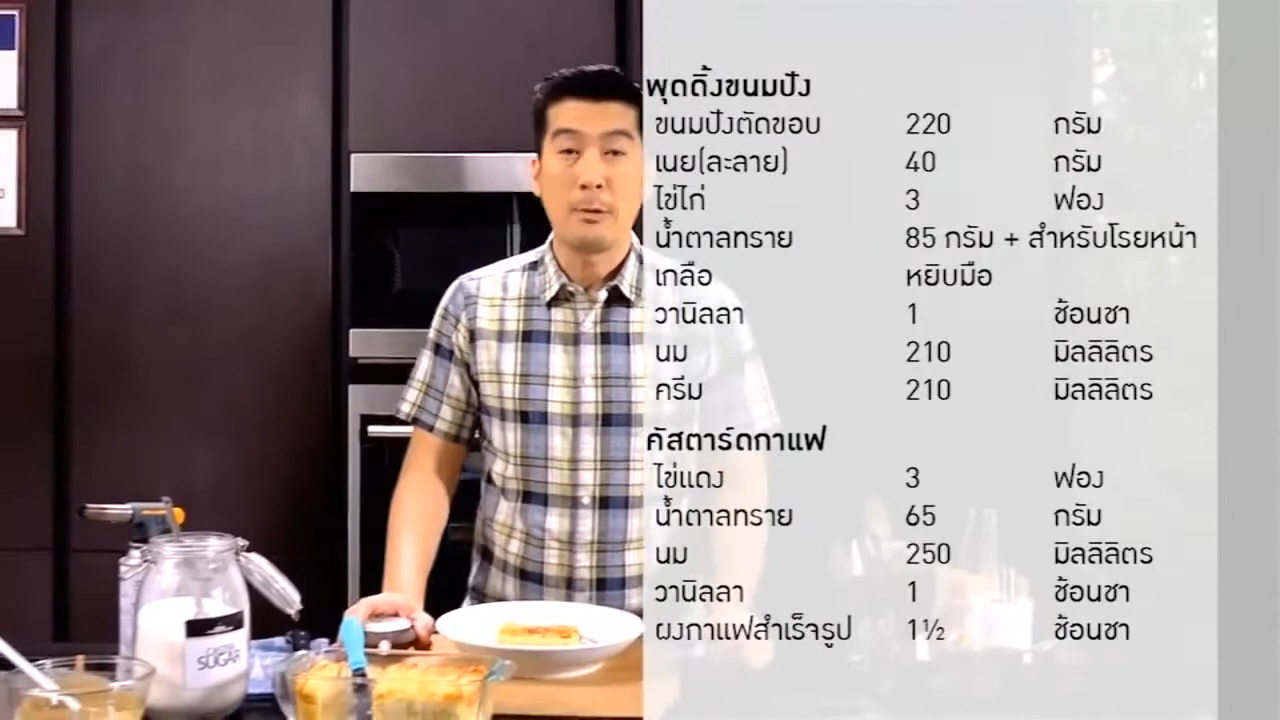 พุดดิ้งขนมปัง
ขนมปังตัดขอบ 220 กรัม
เนย(ละลาย) 40 กรัม
ไข่ไก่ 3 ฟอง
น้ำตาลทราย 85 กรัม + สำหรับโรยหน้า
เกลือ หยิบมือ
วานิลลา 1 ช้อนชา
นม 210 มิลลิลิตร
ครีม 210 มิลลิลิตร
คัสตาร์ดกาแฟ
ไข่แดง 3 ฟอง
น้ำตาลทราย 65 กรัม
นม 250 มิลลิลิตร
วานิลลา 1 ช้อนชา
ผงกาแฟสำเร็จรูป 1½ ช้อนชา
SUGAR